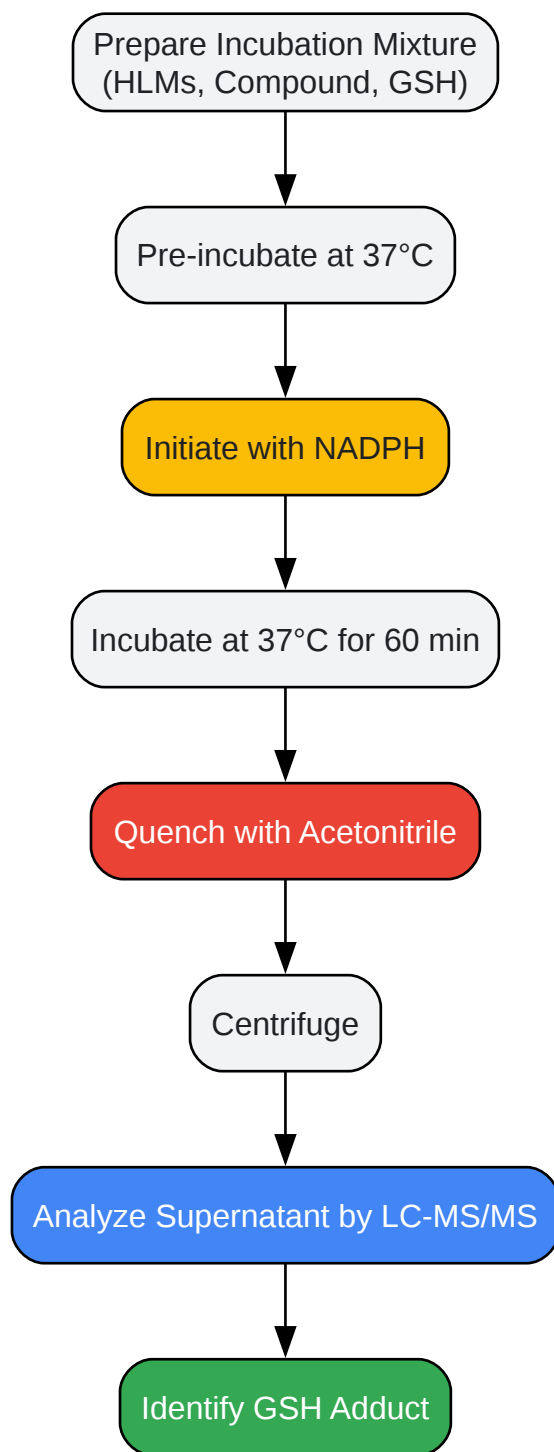 Prepare Incubation Mixture
(HLMs, Compound, GSH)
Pre-incubate at 37°C
Initiate with NADPH
Incubate at 37°C for 60 min
Quench with Acetonitrile
Centrifuge
Analyze Supernatant by LC-MS/MS
Identify GSH Adduct